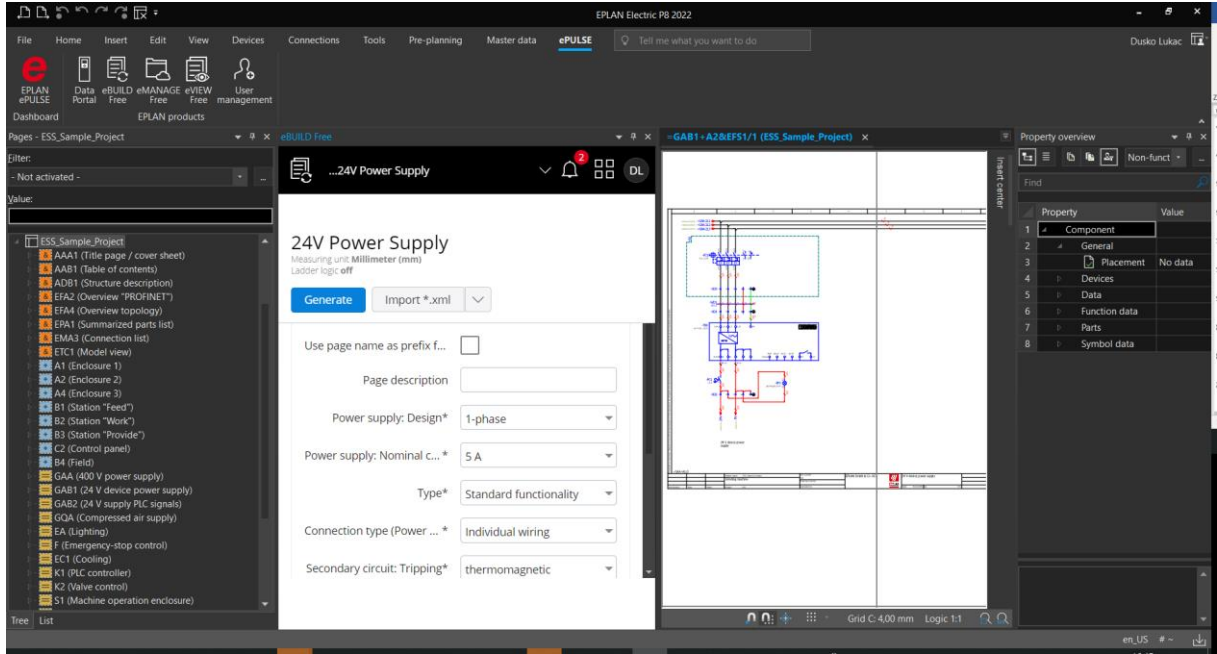 EPLAN Electric P8 2022
File Home Insert Edit View Devices Connections Tools Pre-planning Master data ePULSE Tell me what you want to do Dusko Lukac
EPLAN ePULSE
Data Portal
eBUILD Free
eMANAGE Free
eVIEW Free
User management
Dashboard EPLAN products
Pages - ESS_Sample_Project
Filter:
- Not activated -
...
Value:
ESS_Sample_Project
AAA1 (Title page / cover sheet)
AAB1 (Table of contents)
ADB1 (Structure description)
EFA2 (Overview "PROFINET")
EFA4 (Overview topology)
EPA1 (Summarized parts list)
EMA3 (Connection list)
ETC1 (Model view)
A1 (Enclosure 1)
A2 (Enclosure 2)
A4 (Enclosure 3)
B1 (Station "Feed")
B2 (Station "Work")
B3 (Station "Provide")
C2 (Control panel)
B4 (Field)
GAA (400 V power supply)
GAB1 (24 V device power supply)
GAB2 (24 V supply PLC signals)
GQA (Compressed air supply)
EA (Lighting)
F (Emergency-stop control)
EC1 (Cooling)
K1 (PLC controller)
K2 (Valve control)
S1 (Machine operation enclosure)
Tree List
eBUILD Free
...24V Power Supply 2 DL
24V Power Supply
Measuring unit Millimeter (mm)
Ladder logic off
Generate Import *.xml
Use page name as prefix f...
Page description
Power supply: Design* 1-phase
Power supply: Nominal c... * 5 A
Type* Standard functionality
Connection type (Power ... * Individual wiring
Secondary circuit: Tripping* thermomagnetic
=GAB1+A2&EFS1/1 (ESS_Sample_Project)
Insert center
Grid C: 4,00 mm Logic 1:1
Property overview
Non-funct
Find
Property Value
1 Component
2 General
3 Placement No data
4 Devices
5 Data
6 Function data
7 Parts
8 Symbol data
en_US # ~